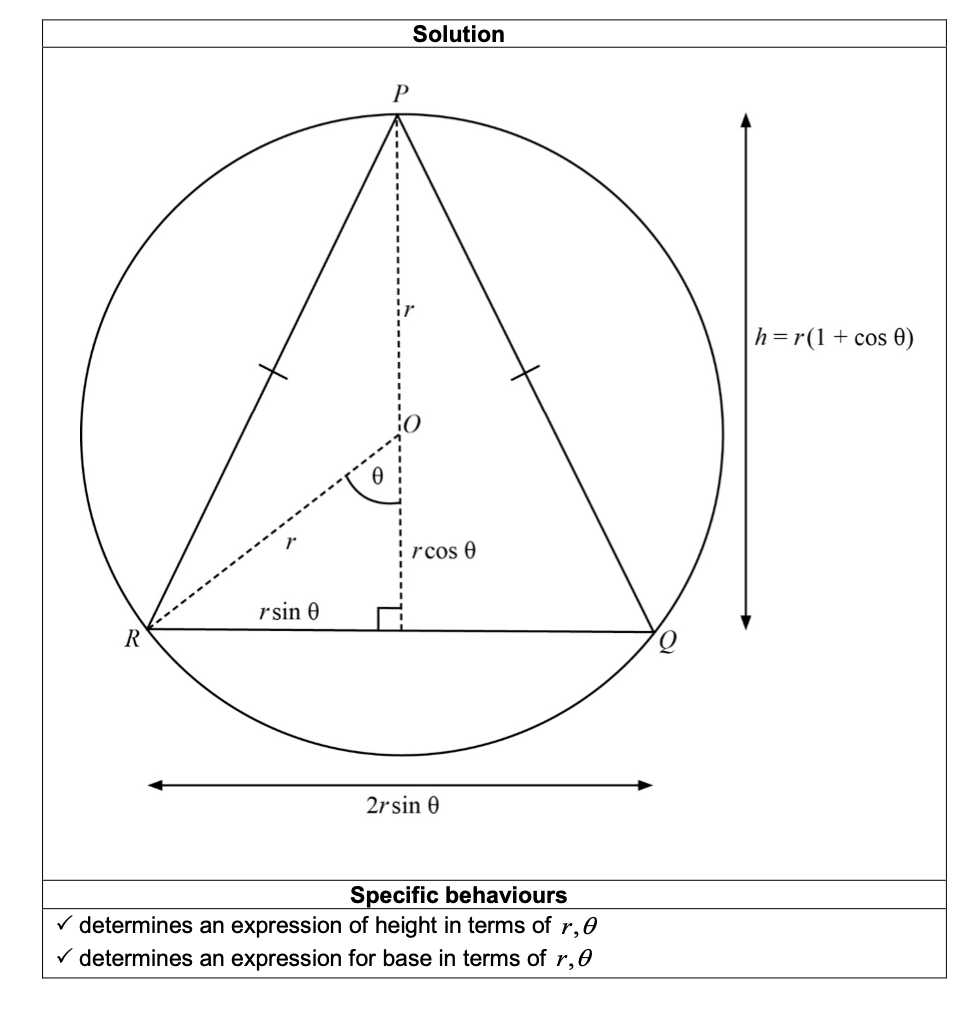 Solution
P
r
h = r(1 + cos θ)
O
θ
r
r cos θ
r sin θ
R
Q
2r sin θ
Specific behaviours
✓ determines an expression of height in terms of r, θ
✓ determines an expression for base in terms of r, θ